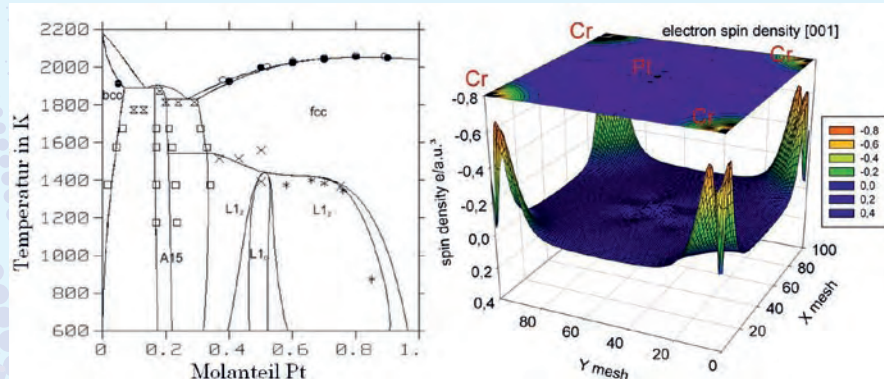 Temperatur in K
2200
2000
1800
1600
1400
1200
1000
800
600
bcc
fcc
L1₂
L1₂
L1₀
A15
0 0.2 0.4 0.6 0.8 1.
Molanteil Pt
electron spin density [001]
Cr
Cr
Cr
Pt
Cr
spin density e/a.u.³
-0,8
-0,6
-0,4
-0,2
0,0
0,2
0,4
-0.8
-0.6
-0.4
-0.2
0,0
0,2
0,4
80 60 40 20 0
Y mesh
20 40 60 80 100
X mesh